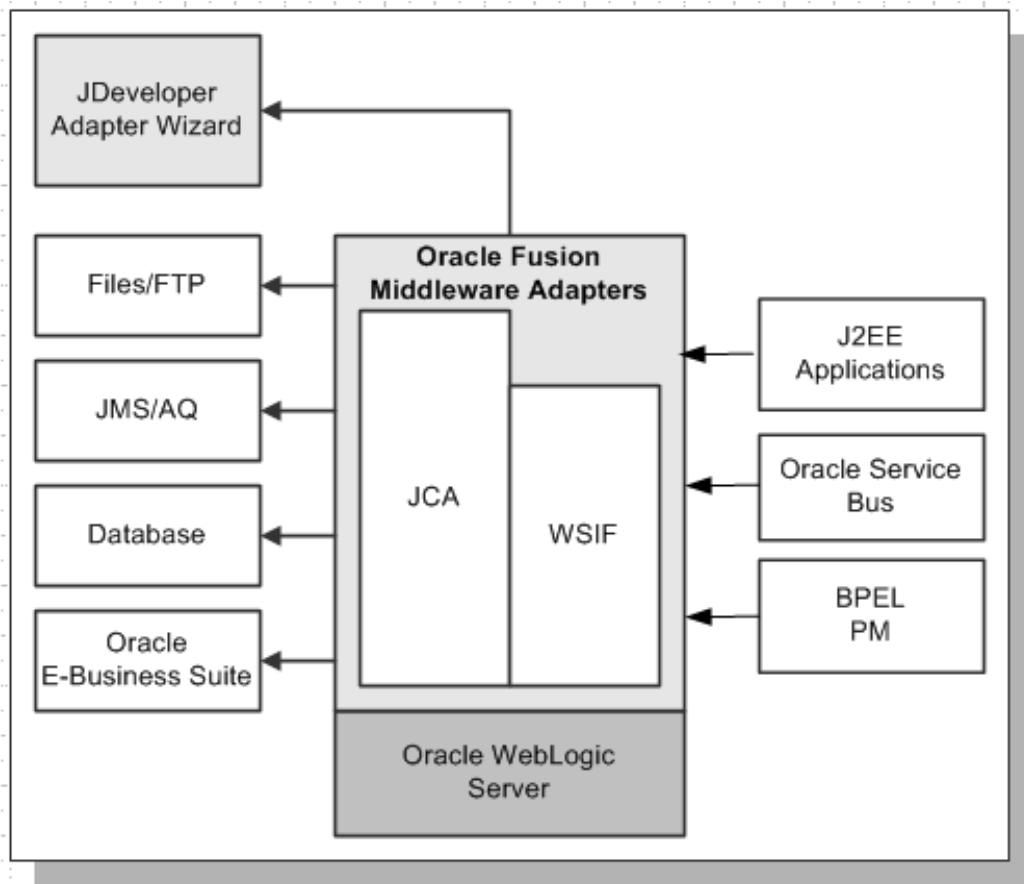 JDeveloper
Adapter Wizard
Files/FTP
JMS/AQ
Database
Oracle
E-Business Suite
Oracle Fusion
Middleware Adapters
JCA
WSIF
Oracle WebLogic
Server
J2EE
Applications
Oracle Service
Bus
BPEL
PM